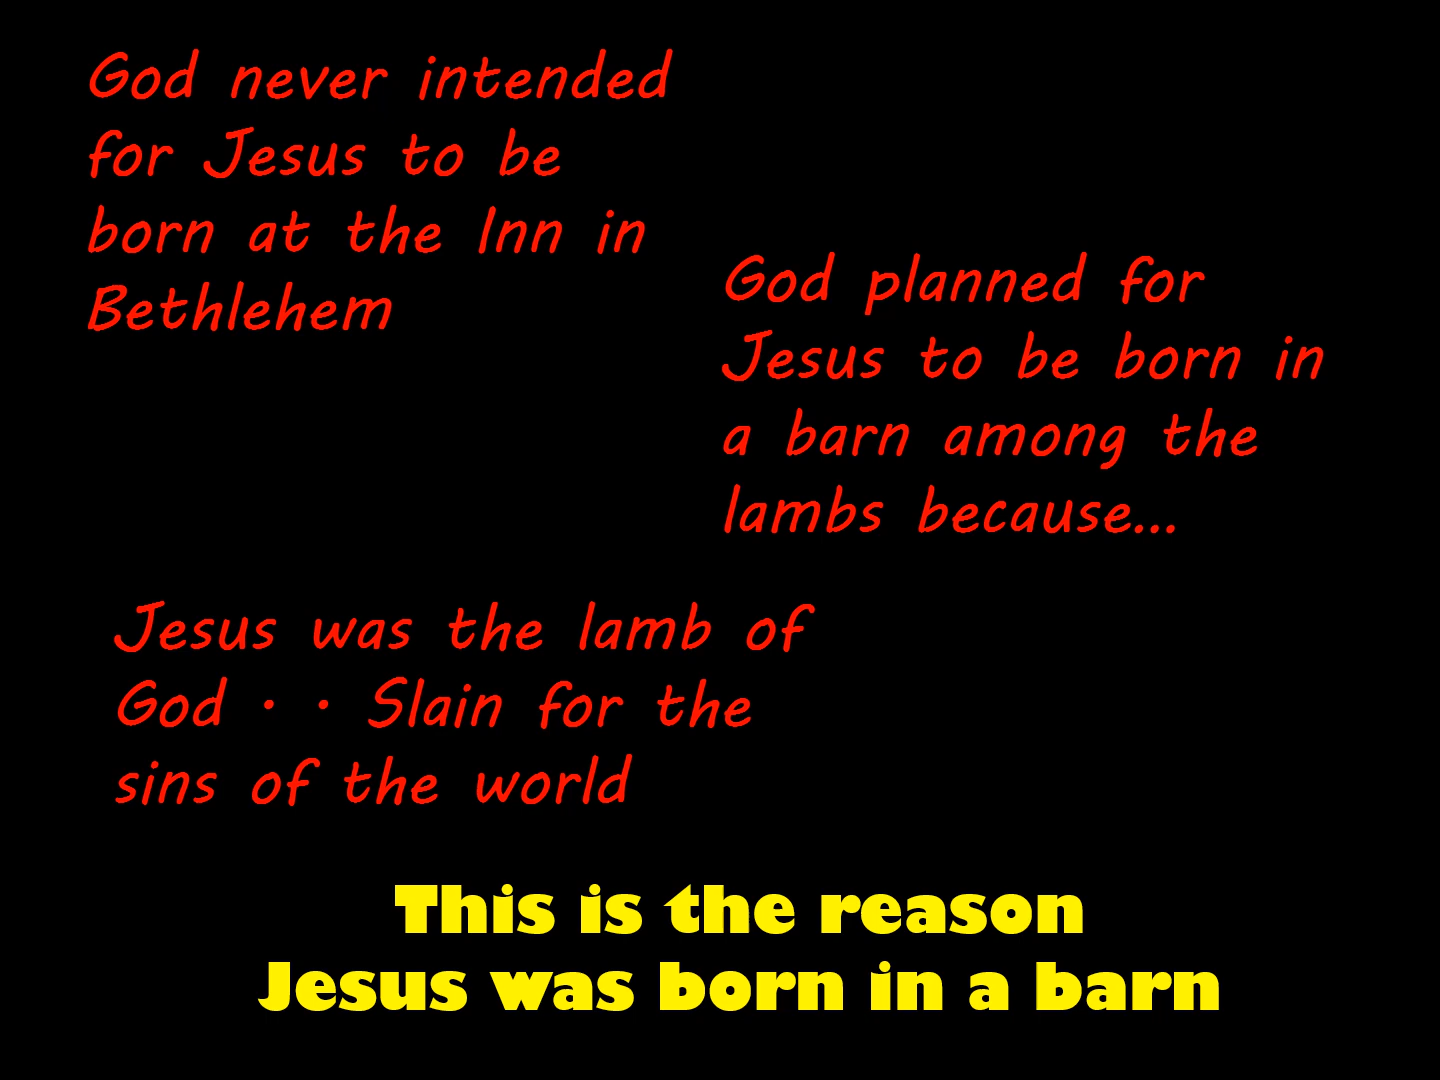 God never intended
for Jesus to be
born at the Inn in
Bethlehem
God planned for
Jesus to be born in
a barn among the
lambs because...
Jesus was the lamb of
God · · Slain for the
sins of the world
This is the reason
Jesus was born in a barn